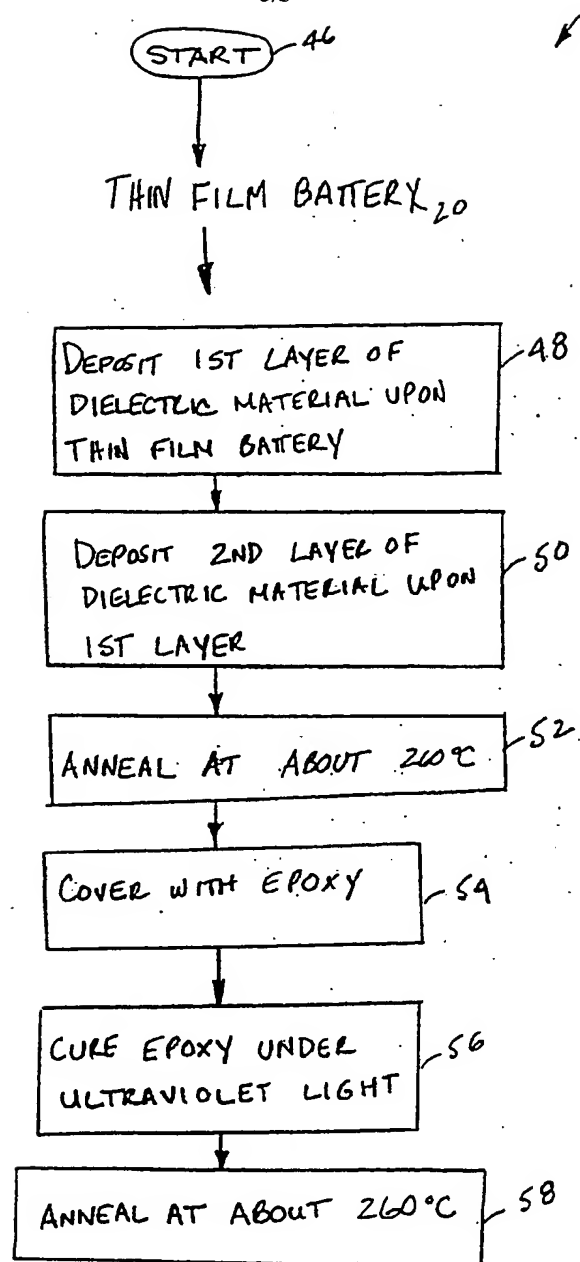 START 46
THIN FILM BATTERY 20
DEPOSIT 1ST LAYER OF 48
DIELECTRIC MATERIAL UPON
THIN FILM BATTERY
DEPOSIT 2ND LAYER OF 50
DIELECTRIC MATERIAL UPON
1ST LAYER
ANNEAL AT ABOUT 260°C 52
COVER WITH EPOXY 54
CURE EPOXY UNDER 56
ULTRAVIOLET LIGHT
ANNEAL AT ABOUT 260°C 58